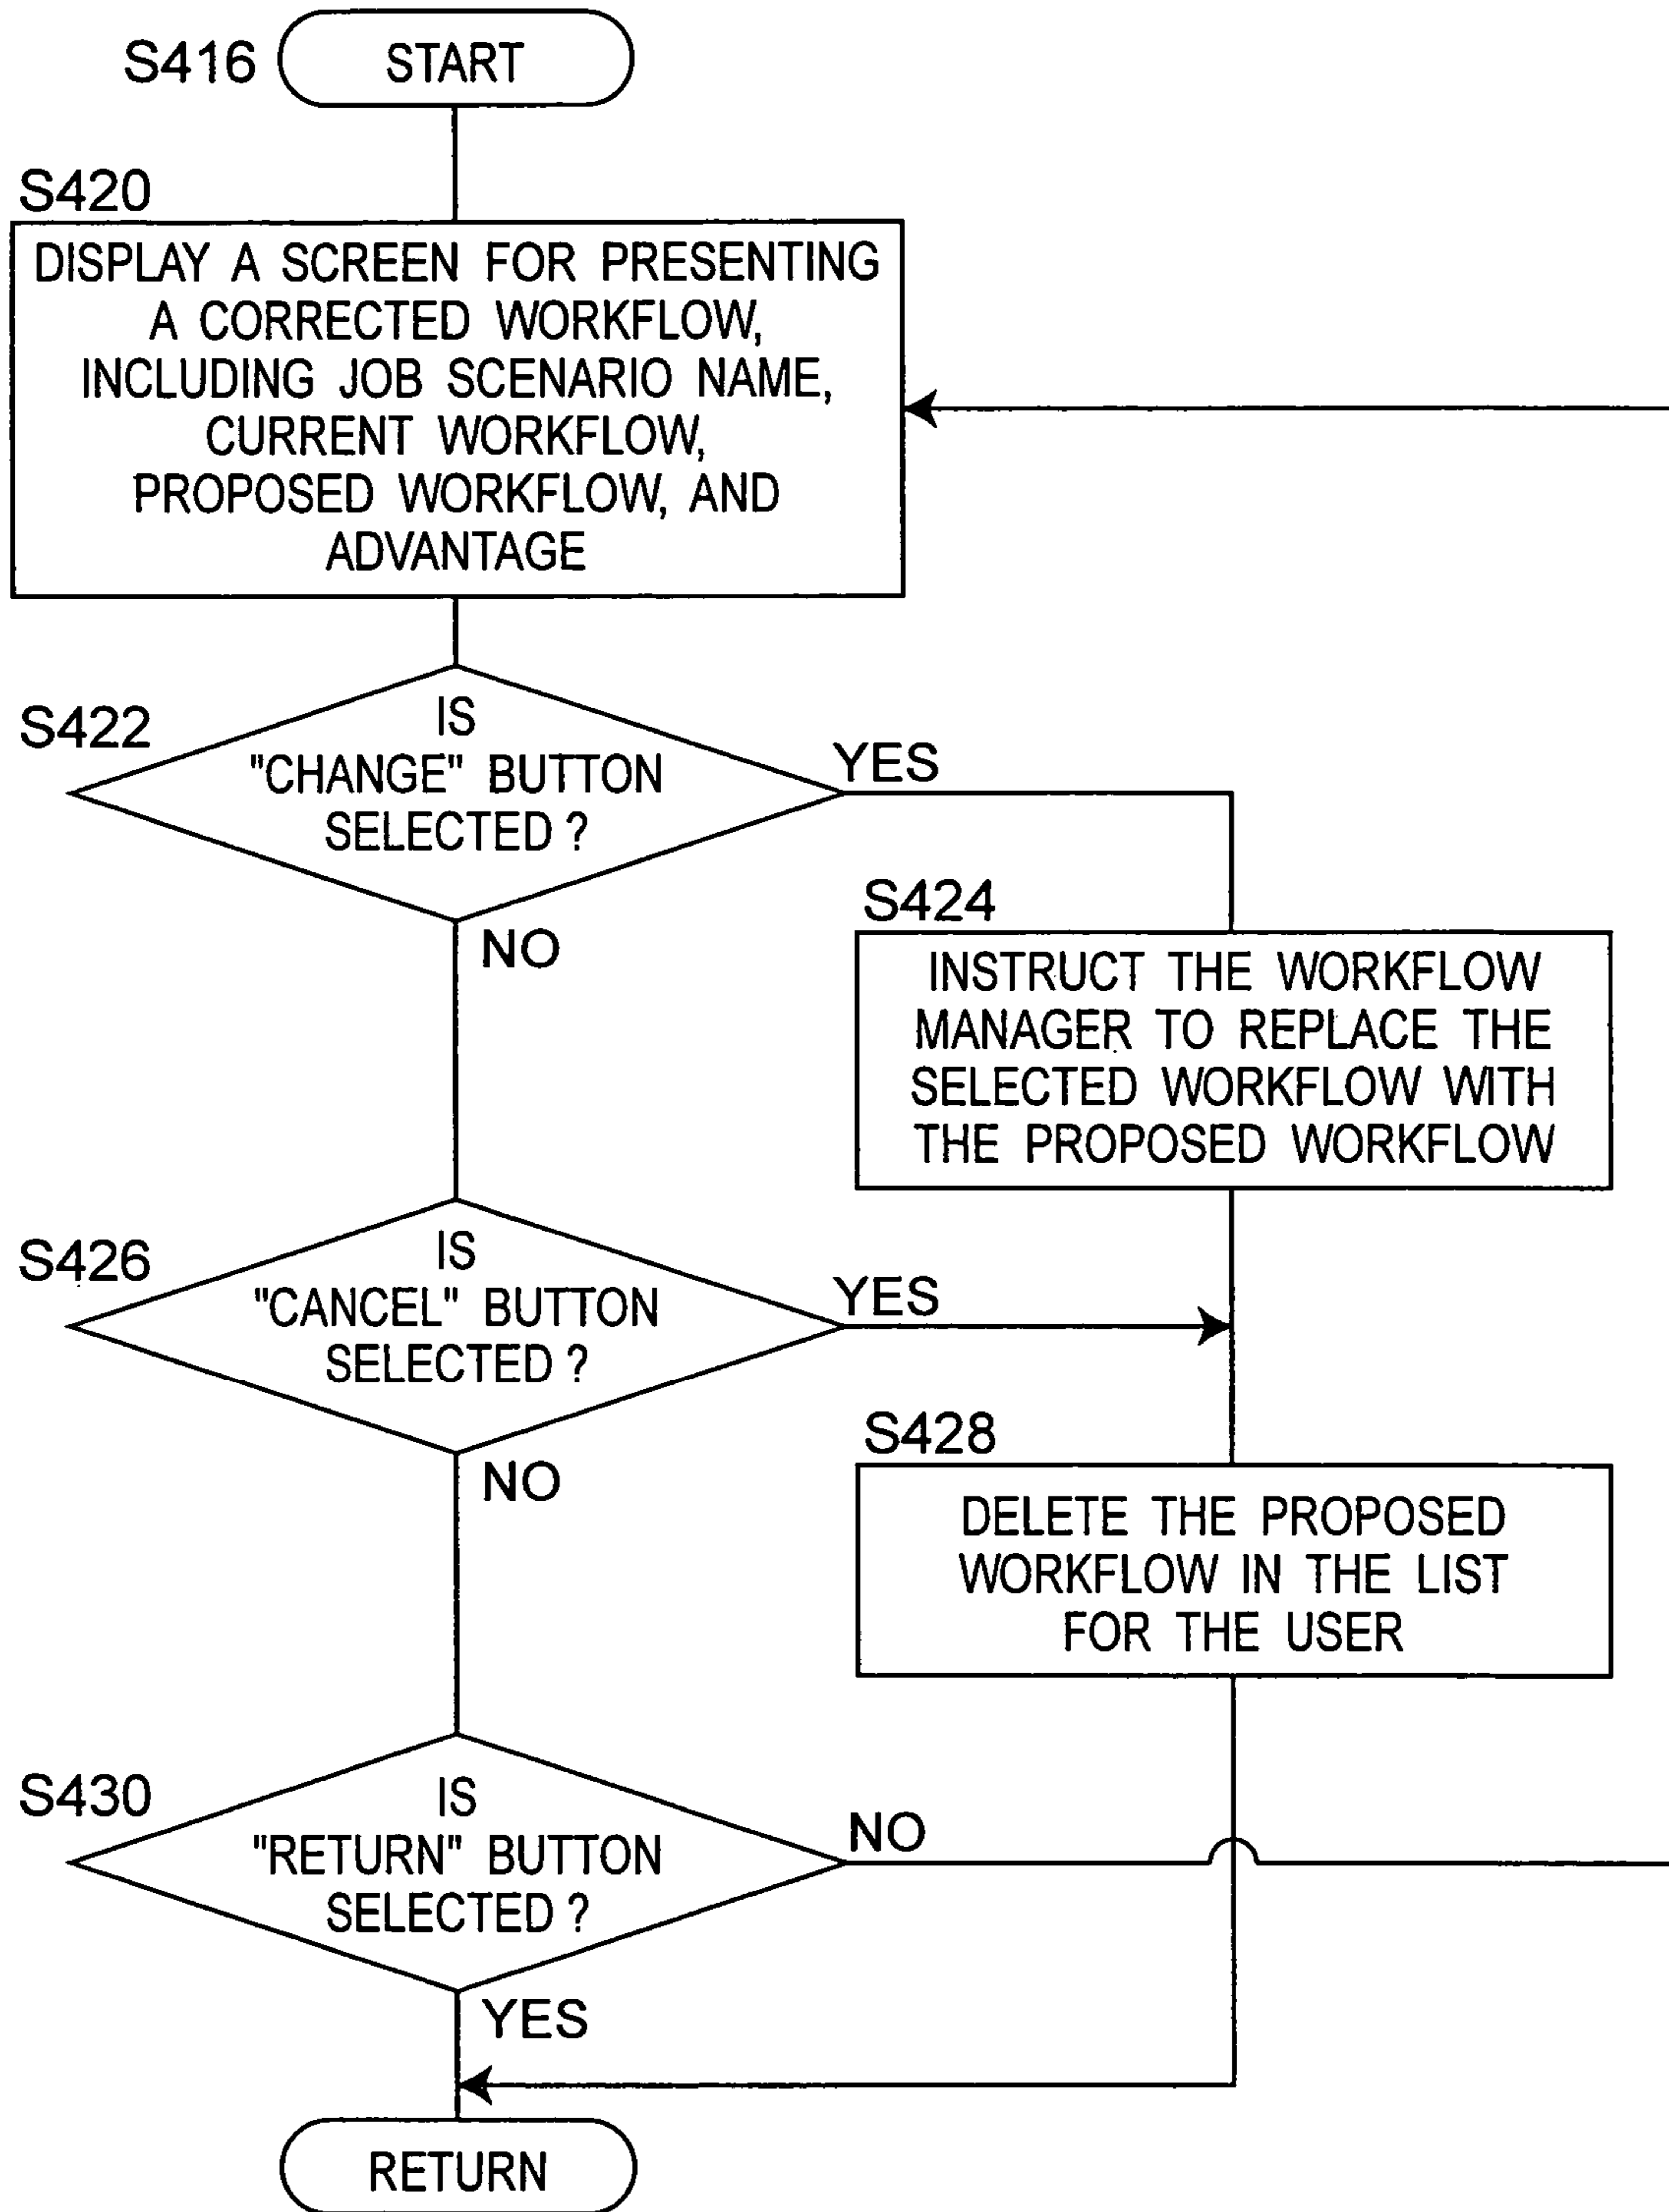 S416
START
S420
DISPLAY A SCREEN FOR PRESENTING
A CORRECTED WORKFLOW,
INCLUDING JOB SCENARIO NAME,
CURRENT WORKFLOW,
PROPOSED WORKFLOW, AND
ADVANTAGE
S422
IS
"CHANGE" BUTTON
SELECTED ?
YES
NO
S424
INSTRUCT THE WORKFLOW
MANAGER TO REPLACE THE
SELECTED WORKFLOW WITH
THE PROPOSED WORKFLOW
S426
IS
"CANCEL" BUTTON
SELECTED ?
YES
NO
S428
DELETE THE PROPOSED
WORKFLOW IN THE LIST
FOR THE USER
S430
IS
"RETURN" BUTTON
SELECTED ?
NO
YES
RETURN